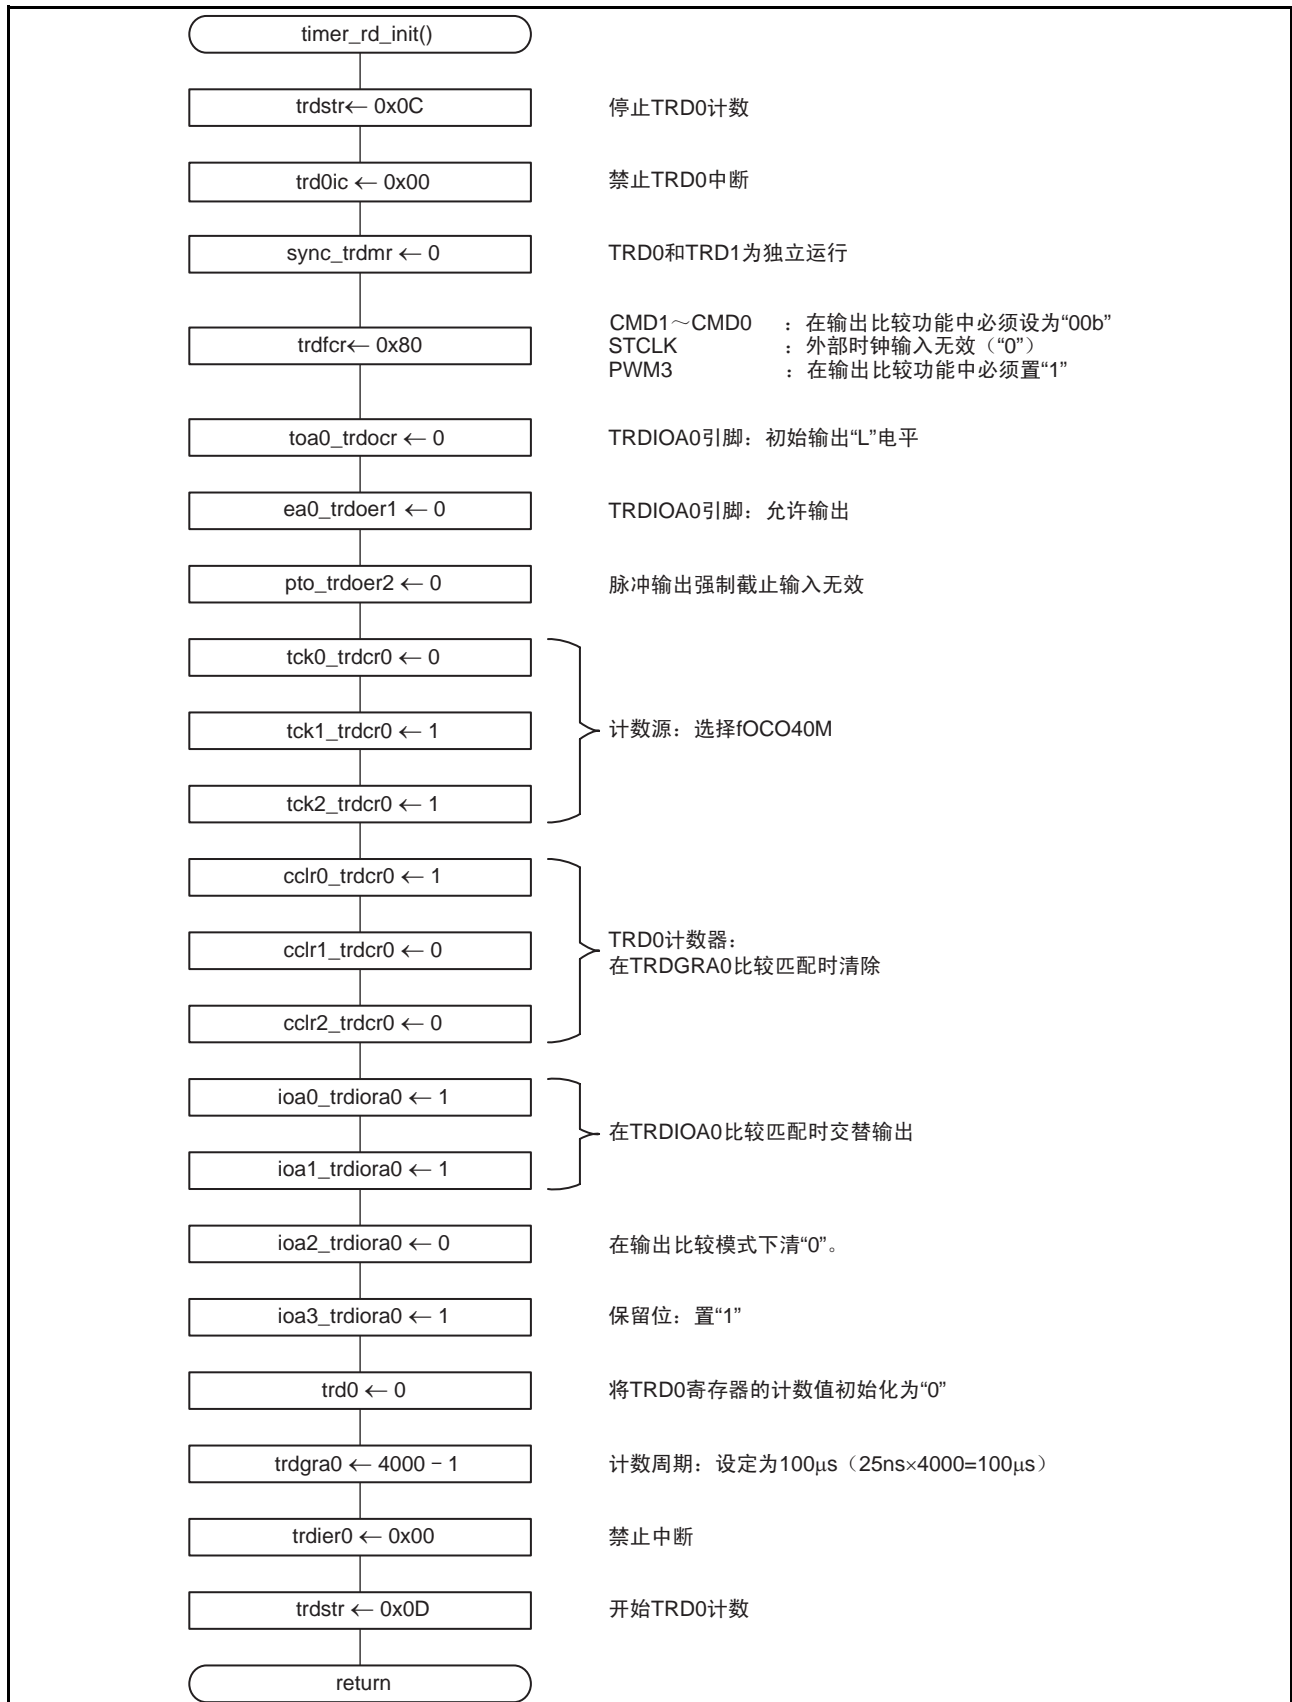 timer_rd_init()
trdstr← 0x0C
停止TRD0计数
trd0ic ← 0x00
禁止TRD0中断
sync_trdmr ← 0
TRD0和TRD1为独立运行
trdfcr← 0x80
CMD1～CMD0 ：在输出比较功能中必须设为“00b”
STCLK ：外部时钟输入无效（“0”）
PWM3 ：在输出比较功能中必须置“1”
toa0_trdocr ← 0
TRDIOA0引脚：初始输出“L”电平
ea0_trdoer1 ← 0
TRDIOA0引脚：允许输出
pto_trdoer2 ← 0
脉冲输出强制截止输入无效
tck0_trdcr0 ← 0
tck1_trdcr0 ← 1
计数源：选择fOCO40M
tck2_trdcr0 ← 1
cclr0_trdcr0 ← 1
cclr1_trdcr0 ← 0
TRD0计数器：
在TRDGRA0比较匹配时清除
cclr2_trdcr0 ← 0
ioa0_trdiora0 ← 1
在TRDIOA0比较匹配时交替输出
ioa1_trdiora0 ← 1
ioa2_trdiora0 ← 0
在输出比较模式下清“0”。
ioa3_trdiora0 ← 1
保留位：置“1”
trd0 ← 0
将TRD0寄存器的计数值初始化为“0”
trdgra0 ← 4000－1
计数周期：设定为100μs（25ns×4000=100μs）
trdier0 ← 0x00
禁止中断
trdstr ← 0x0D
开始TRD0计数
return